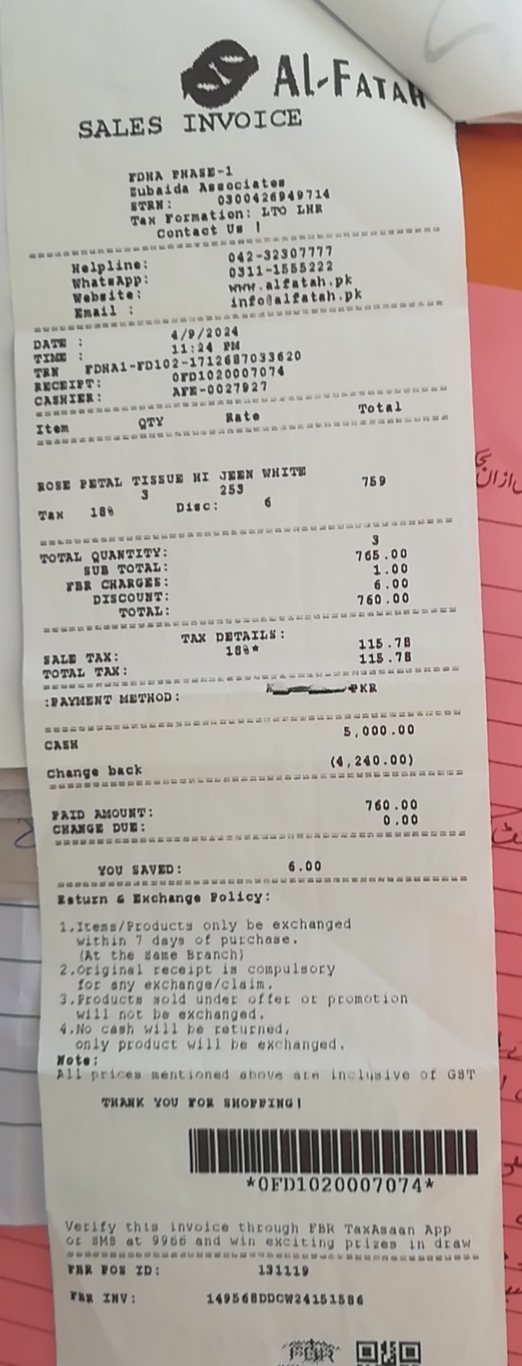 AL-FATAH
SALES INVOICE
FDHA PHASE-1
Zubaida Associates
STRN: 0300426949714
Tax Formation: LTO LHR
Contact Us !
Helpline: 042-32307777
WhatsApp: 0311-1555222
Website: www.alfatah.pk
Email : info@alfatah.pk
DATE : 4/9/2024
TIME : 11:24 PM
TRN FDHA1-FD102-1712687033620
RECEIPT: 0FD1020007074
CASHIER: AFE-0027927
Item QTY Rate Total
ROSE PETAL TISSUE HI JEEN WHITE
3 253 759
Tax 18% Disc: 6
TOTAL QUANTITY: 3
SUB TOTAL: 765.00
FBR CHARGES: 1.00
DISCOUNT: 6.00
TOTAL: 760.00
TAX DETAILS:
SALE TAX: 18%* 115.78
TOTAL TAX: 115.78
:PAYMENT METHOD: PKR
CASH 5,000.00
Change back (4,240.00)
PAID AMOUNT: 760.00
CHANGE DUE: 0.00
YOU SAVED: 6.00
Return & Exchange Policy:
1.Items/Products only be exchanged
within 7 days of purchase.
(At the Same Branch)
2.Original receipt is compulsory
for any exchange/claim.
3.Products sold under offer or promotion
will not be exchanged.
4.No cash will be returned,
only product will be exchanged.
Note:
All prices mentioned above are inclusive of GST
THANK YOU FOR SHOPPING!
*0FD1020007074*
Verify this invoice through FBR TaxAsaan App
or SMS at 9966 and win exciting prizes in draw
FBR POS ID: 131119
FBR INV: 149568DDCW24151586
FBR